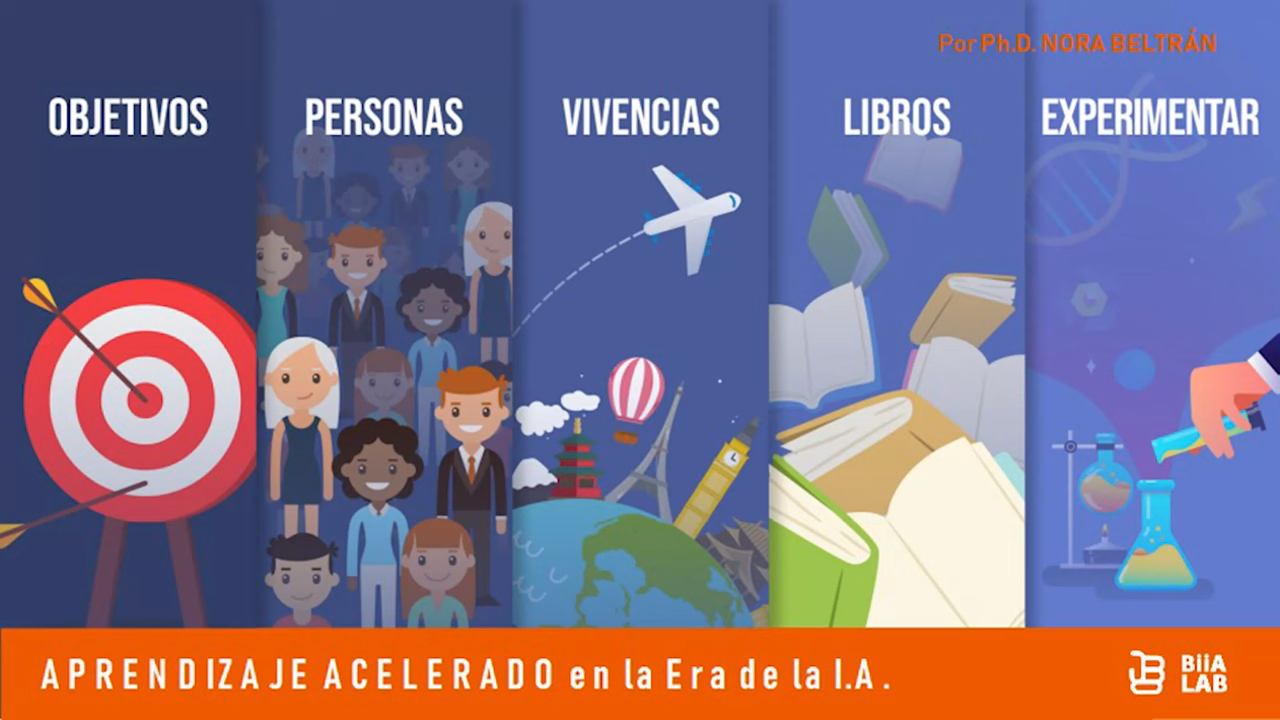 Por Ph.D. NORA BELTRÁN
OBJETIVOS
PERSONAS
VIVENCIAS
LIBROS
EXPERIMENTAR
APRENDIZAJE ACELERADO en la Era de la I.A.
BiiA
LAB